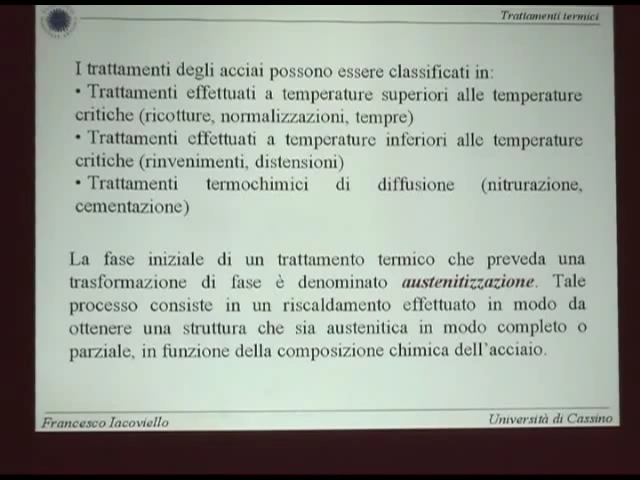 Trattamenti termici
I trattamenti degli acciai possono essere classificati in:
• Trattamenti effettuati a temperature superiori alle temperature
critiche (ricotture, normalizzazioni, tempre)
• Trattamenti effettuati a temperature inferiori alle temperature
critiche (rinvenimenti, distensioni)
• Trattamenti termochimici di diffusione (nitrurazione,
cementazione)
La fase iniziale di un trattamento termico che preveda una
trasformazione di fase è denominato austenitizzazione. Tale
processo consiste in un riscaldamento effettuato in modo da
ottenere una struttura che sia austenitica in modo completo o
parziale, in funzione della composizione chimica dell'acciaio.
Francesco Iacoviello
Università di Cassino